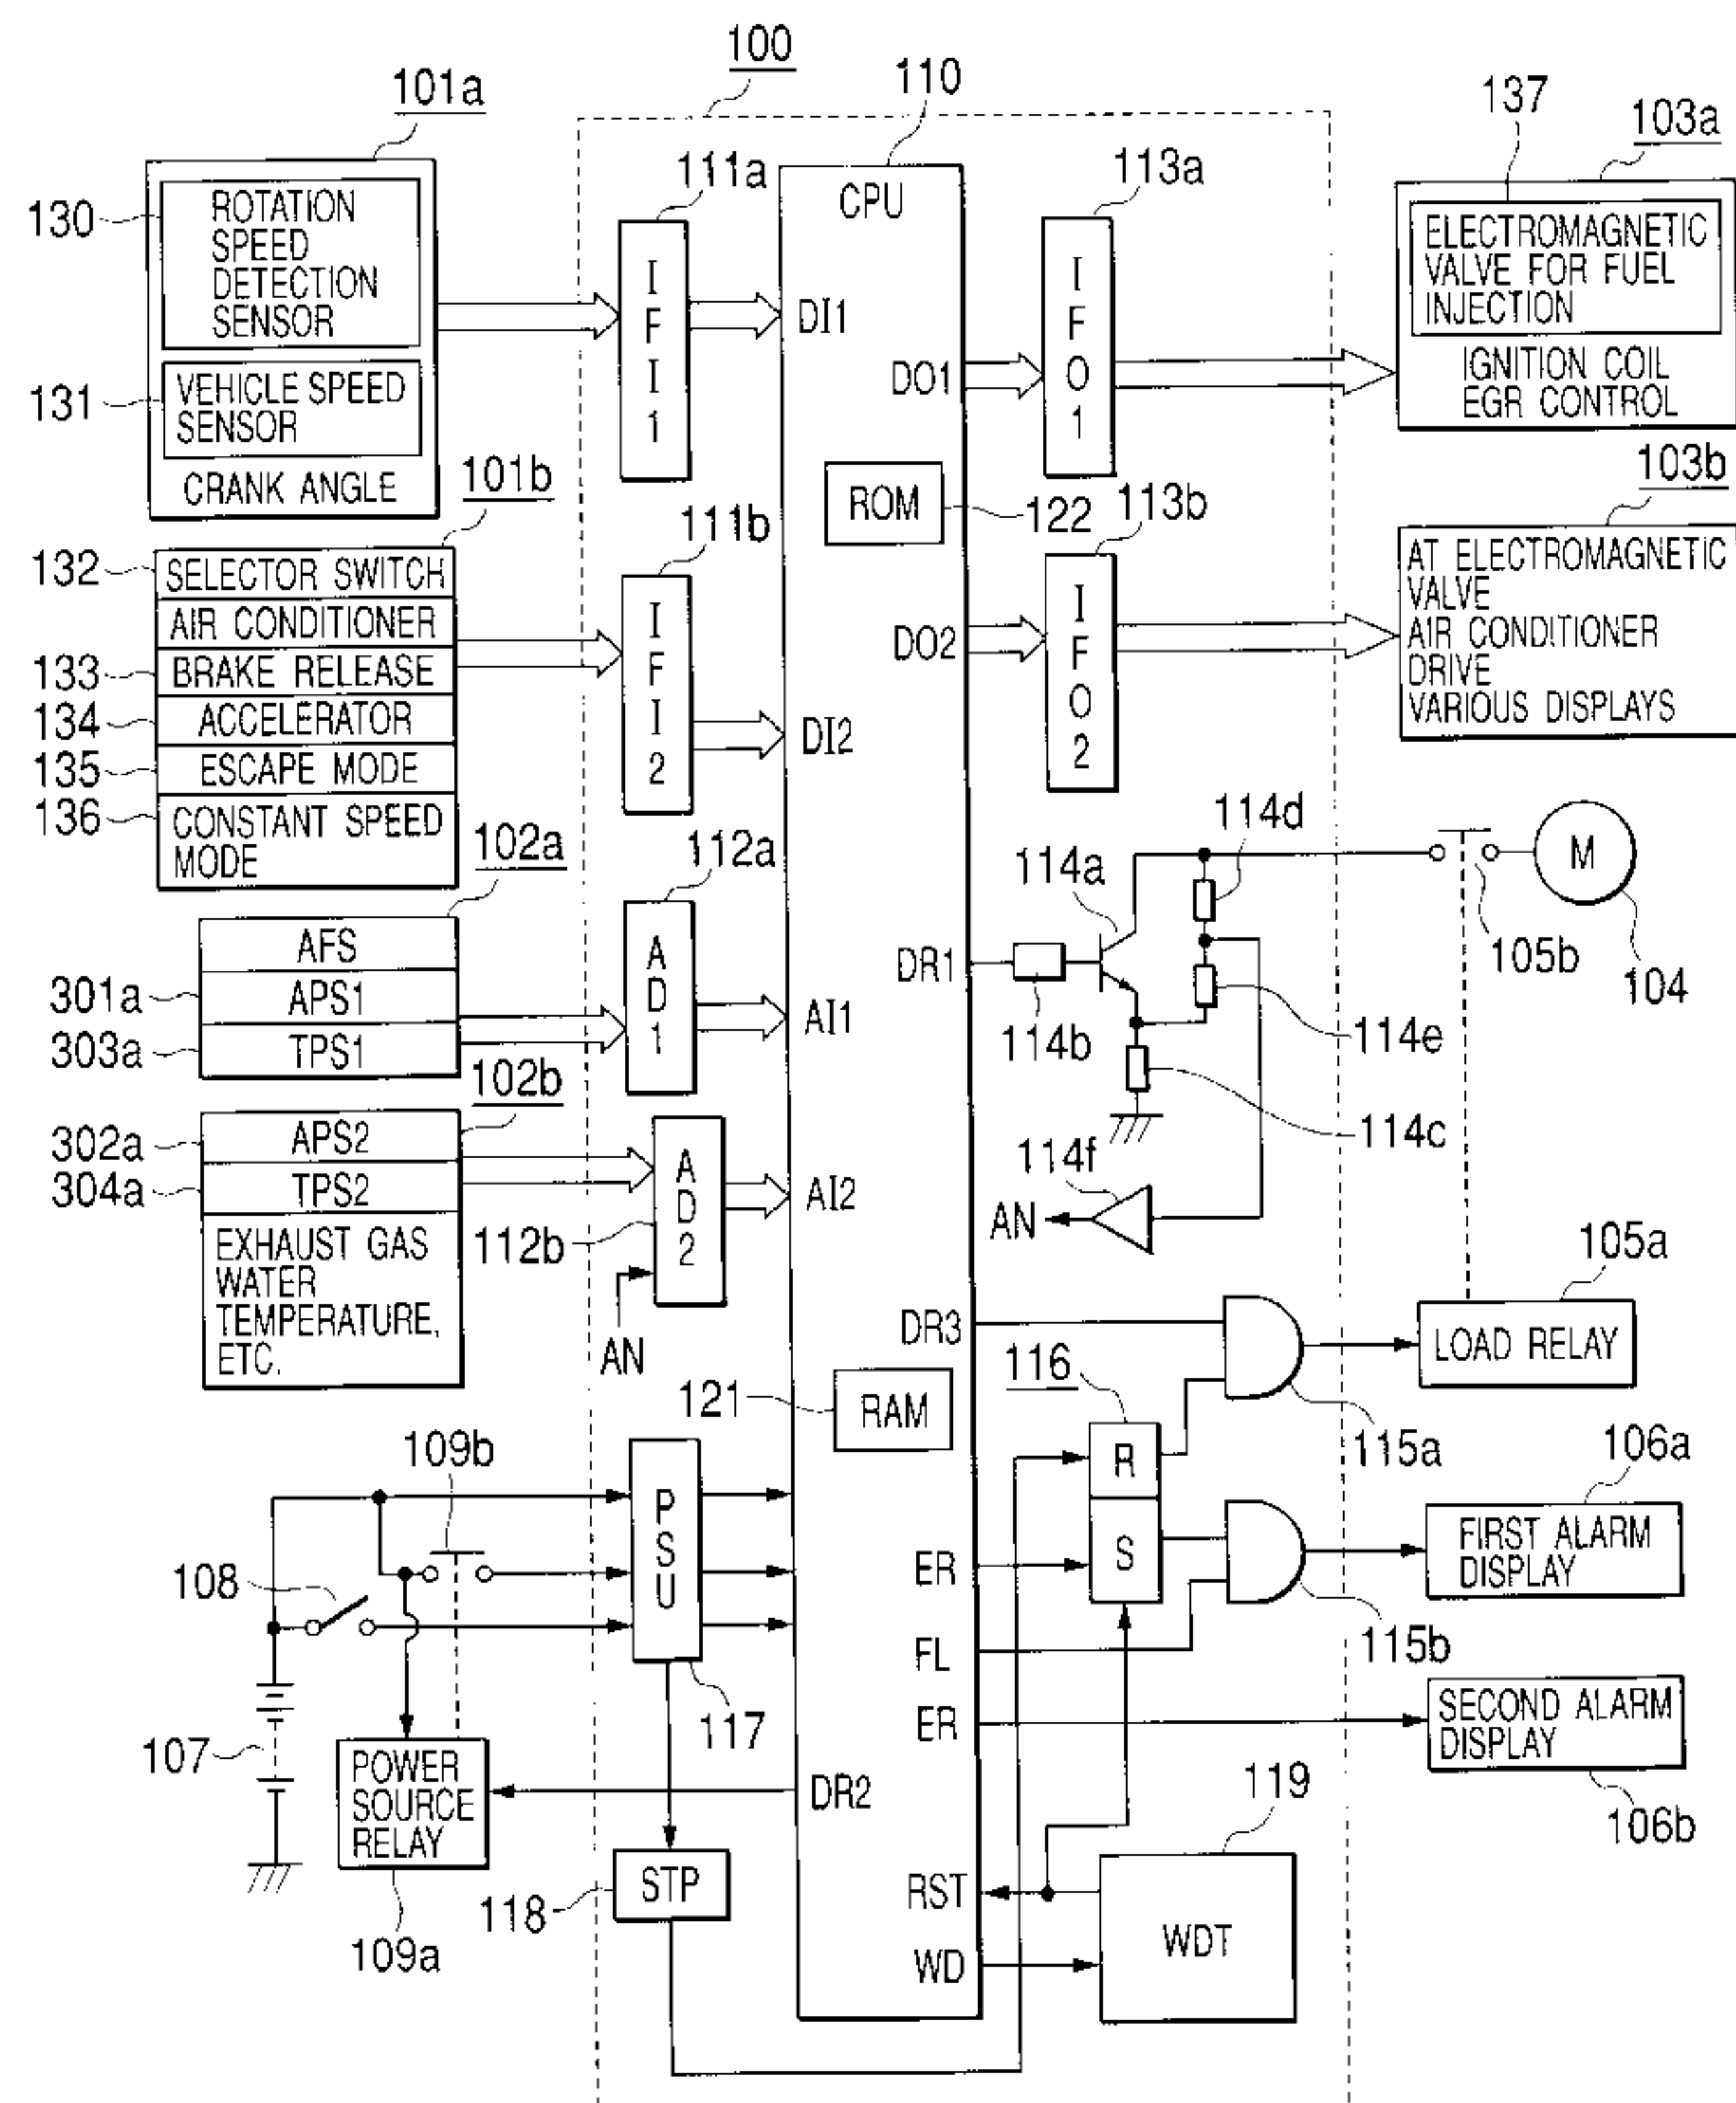 100
110
101a
137
103a
111a
113a
CPU
130
ROTATION
SPEED
DETECTION
SENSOR
I
F
I
1
DI1
I
F
O
1
DO1
ELECTROMAGNETIC
VALVE FOR FUEL
INJECTION
IGNITION COIL
EGR CONTROL
131
VEHICLE SPEED
SENSOR
CRANK ANGLE
101b
ROM
122
111b
113b
103b
132
SELECTOR SWITCH
AIR CONDITIONER
133
BRAKE RELEASE
134
ACCELERATOR
135
ESCAPE MODE
136
CONSTANT SPEED
MODE
I
F
I
2
DI2
DO2
I
F
O
2
AT ELECTROMAGNETIC
VALVE
AIR CONDITIONER
DRIVE
VARIOUS DISPLAYS
102a
112a
114a
114d
M
105b
104
AFS
301a
APS1
303a
TPS1
A
D
1
AI1
DR1
114b
114e
114c
102b
302a
APS2
304a
TPS2
EXHAUST GAS
WATER
TEMPERATURE,
ETC.
A
D
2
112b
AI2
AN
114f
AN
105a
DR3
LOAD RELAY
115a
116
121
RAM
R
S
109b
106a
P
S
U
108
ER
FIRST ALARM
DISPLAY
115b
FL
117
ER
SECOND ALARM
DISPLAY
106b
107
POWER
SOURCE
RELAY
109a
DR2
119
118
STP
RST
WD
WDT